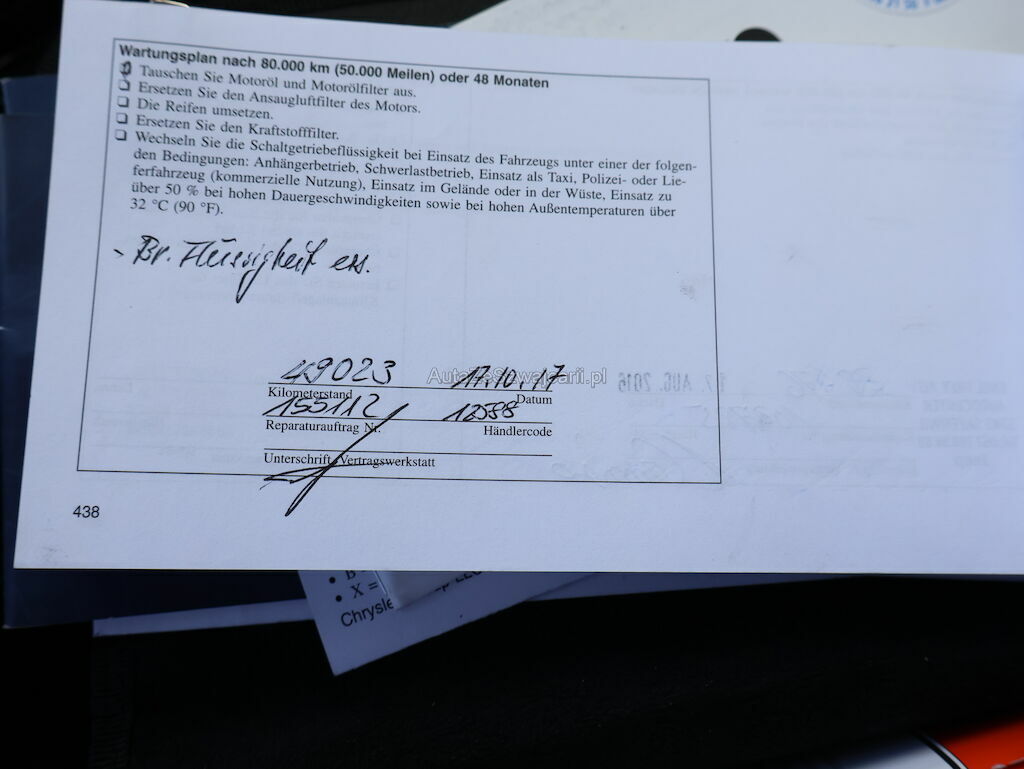 Wartungsplan nach 80.000 km (50.000 Meilen) oder 48 Monaten
Tauschen Sie Motoröl und Motorölfilter aus.
❏ Ersetzen Sie den Ansaugluftfilter des Motors.
❏ Die Reifen umsetzen.
❏ Ersetzen Sie den Kraftstofffilter.
❏ Wechseln Sie die Schaltgetriebeflüssigkeit bei Einsatz des Fahrzeugs unter einer der folgen-
den Bedingungen: Anhängerbetrieb, Schwerlastbetrieb, Einsatz als Taxi, Polizei- oder Lie-
ferfahrzeug (kommerzielle Nutzung), Einsatz im Gelände oder in der Wüste, Einsatz zu
über 50 % bei hohen Dauergeschwindigkeiten sowie bei hohen Außentemperaturen über
32 °C (90 °F).
- Br. Flüssigkeit ers.
49023 17.10.17
AutaZeSzwajcarii.pl
Kilometerstand Datum
155112 12598
Reparaturauftrag Nr. Händlercode
Unterschrift, Vertragswerkstatt
438
• B
• X =
Chrysle